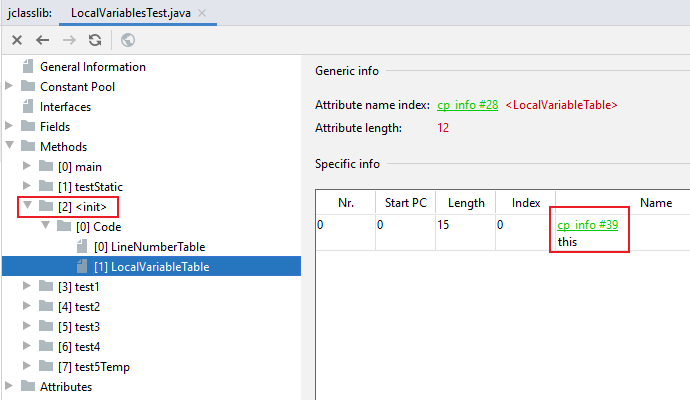 jclasslib: LocalVariablesTest.java ×
General Information
Constant Pool
Interfaces
Fields
Methods
[0] main
[1] testStatic
[2] <init>
[0] Code
[0] LineNumberTable
[1] LocalVariableTable
[3] test1
[4] test2
[5] test3
[6] test4
[7] test5Temp
Attributes
Generic info
Attribute name index: cp_info #28 <LocalVariableTable>
Attribute length: 12
Specific info
Nr. Start PC Length Index Name
0 0 15 0 cp_info #39
this